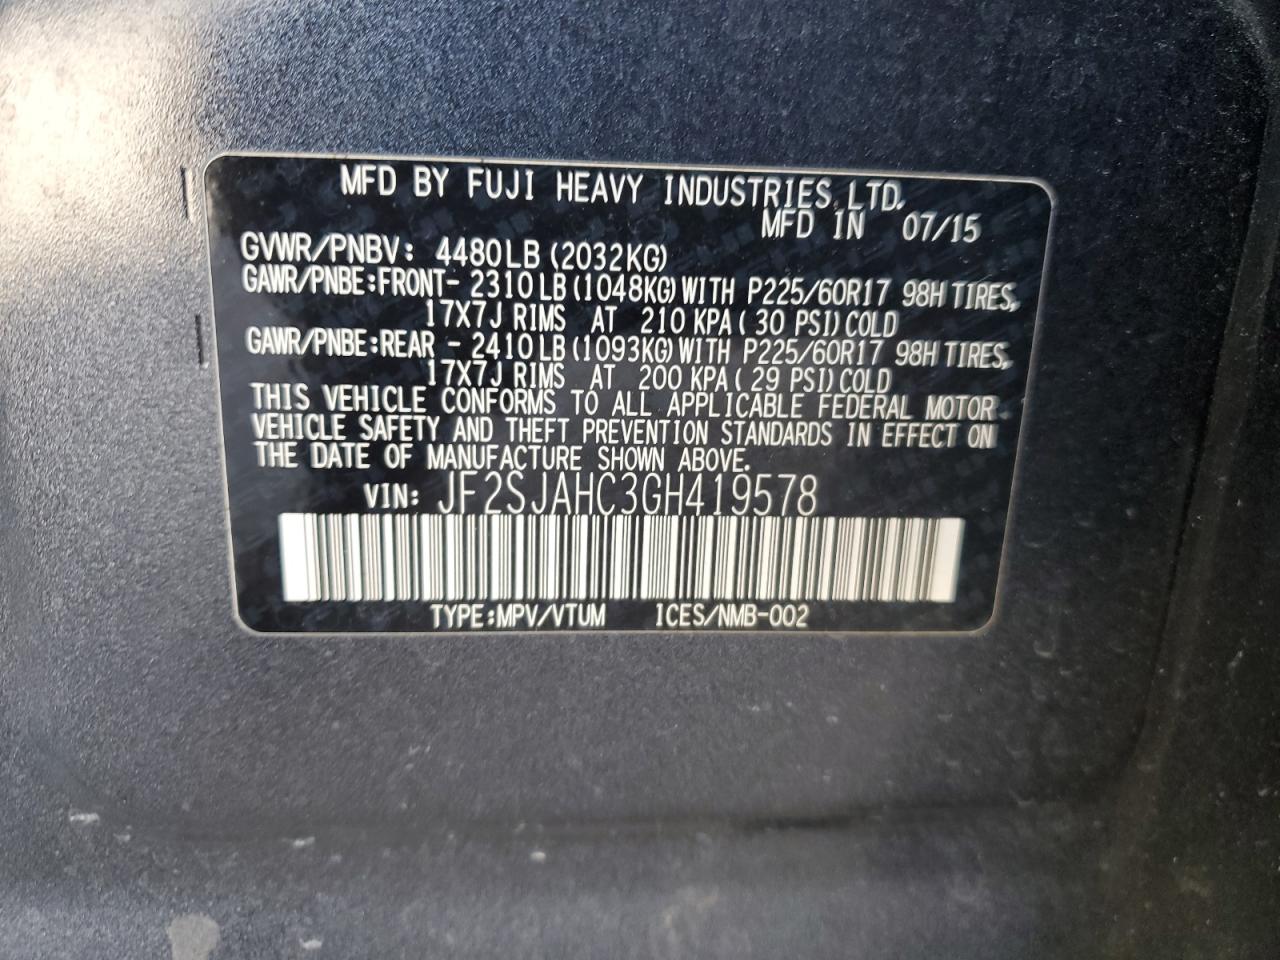 MFD BY FUJI HEAVY INDUSTRIES, LTD.
MFD IN 07/15
GVWR/PNBV: 4480LB (2032KG)
GAWR/PNBE:FRONT- 2310 LB (1048KG) WITH P225/60R17 98H TIRES,
17X7J RIMS AT 210 KPA ( 30 PSI) COLD
GAWR/PNBE:REAR - 2410 LB (1093KG) WITH P225/60R17 98H TIRES,
17X7J RIMS AT 200 KPA ( 29 PSI) COLD
THIS VEHICLE CONFORMS TO ALL APPLICABLE FEDERAL MOTOR
VEHICLE SAFETY AND THEFT PREVENTION STANDARDS IN EFFECT ON
THE DATE OF MANUFACTURE SHOWN ABOVE.
VIN: JF2SJAHC3GH419578
TYPE:MPV/VTUM ICES/NMB-002